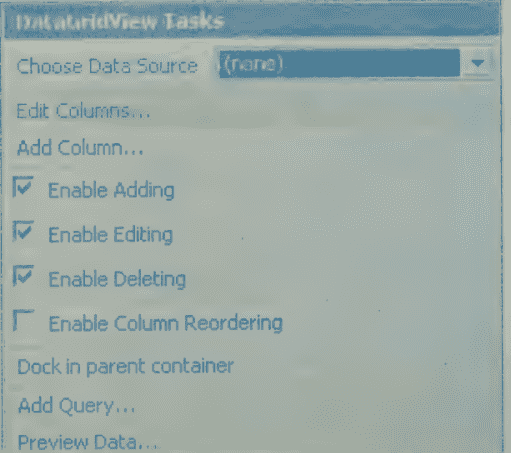 DataGridView Tasks
Choose Data Source (none)
Edit Columns...
Add Column...
Enable Adding
Enable Editing
Enable Deleting
Enable Column Reordering
Dock in parent container
Add Query...
Preview Data...